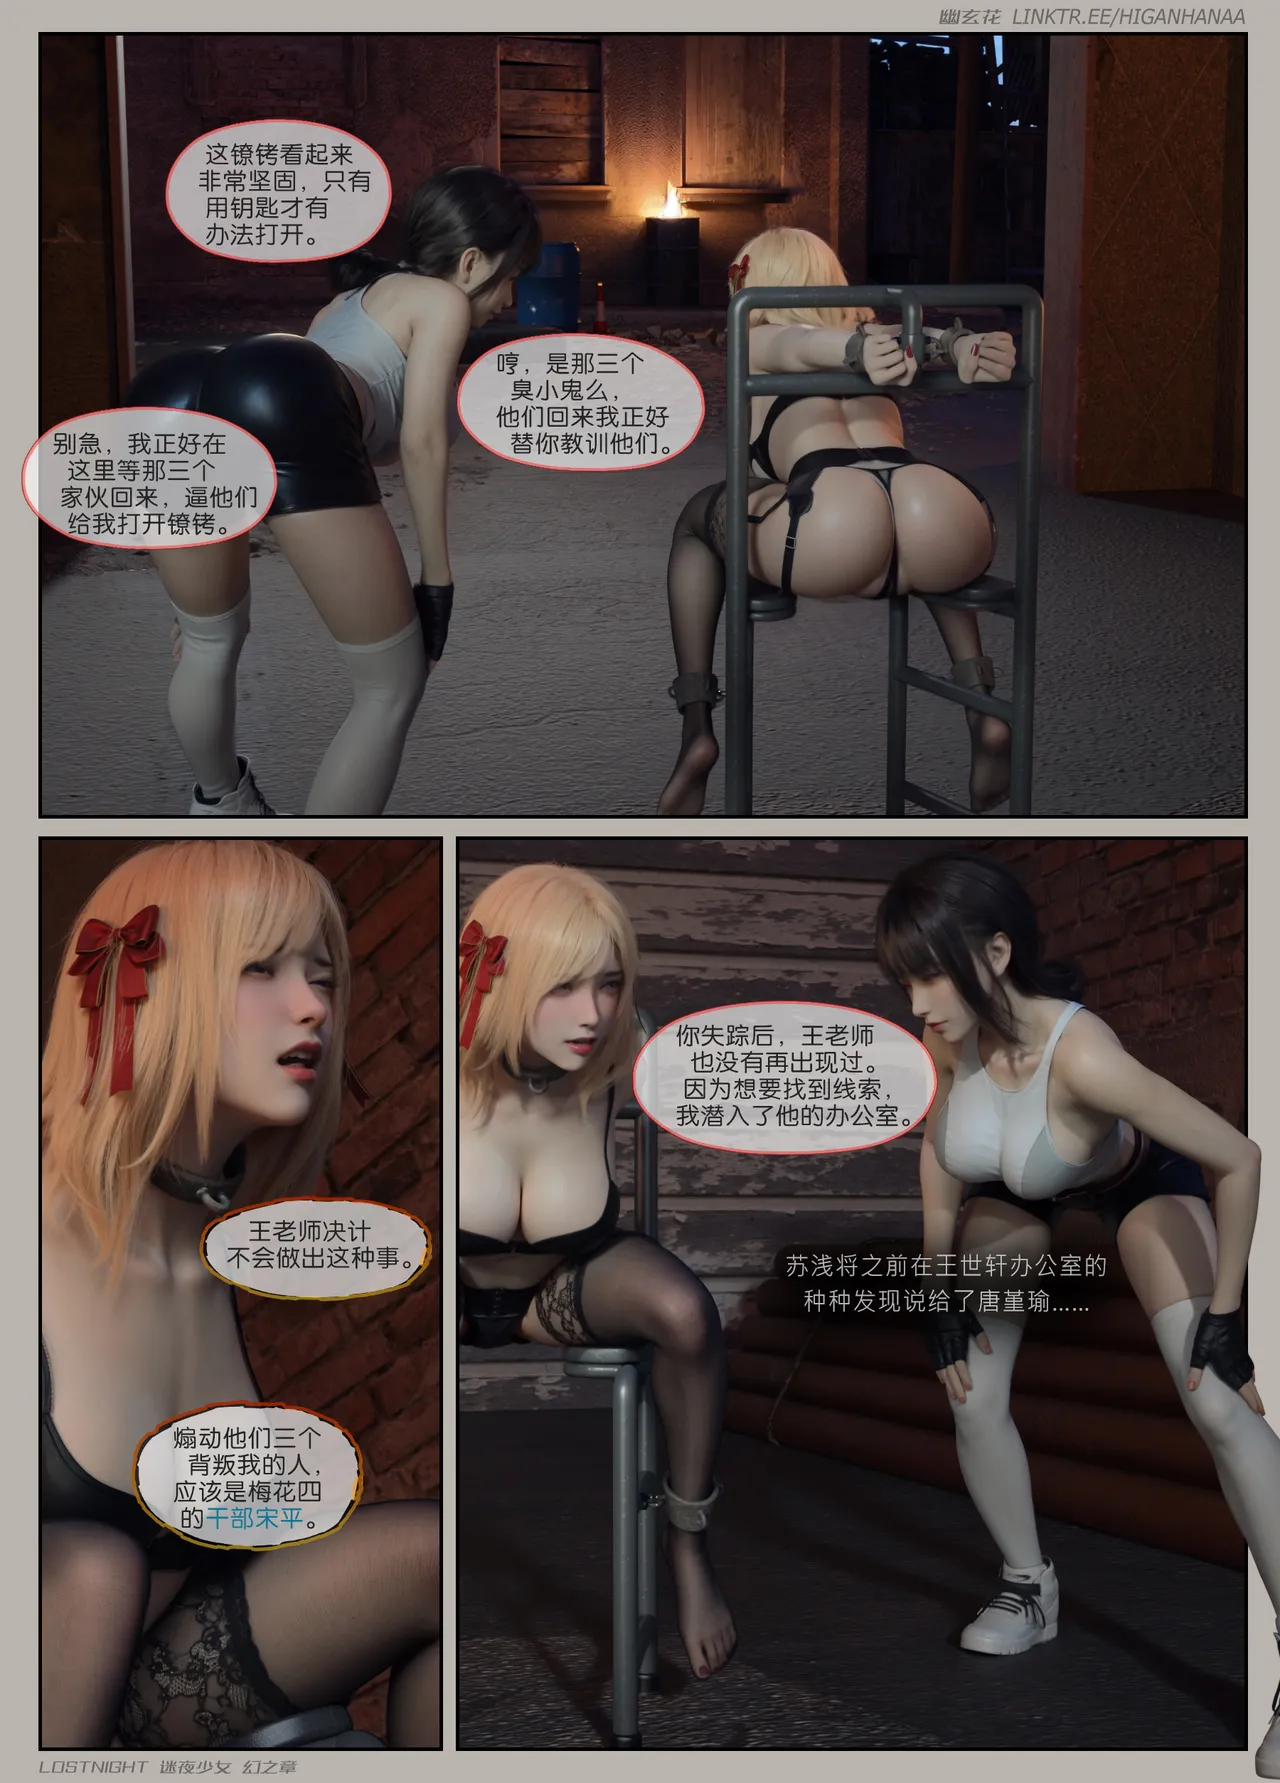 幽玄花 LINKTR.EE/HIGANHANAA
这镣铐看起来
非常坚固，只有
用钥匙才有
办法打开。
哼，是那三个
臭小鬼么，
他们回来我正好
替你教训他们。
别急，我正好在
这里等那三个
家伙回来，逼他们
给我打开镣铐。
王老师决计
不会做出这种事。
煽动他们三个
背叛我的人，
应该是梅花四
的干部宋平。
你失踪后，王老师
也没有再出现过。
因为想要找到线索，
我潜入了他的办公室。
苏浅将之前在王世轩办公室的
种种发现说给了唐堇瑜……
LOSTNIGHT 迷夜少女 幻之章